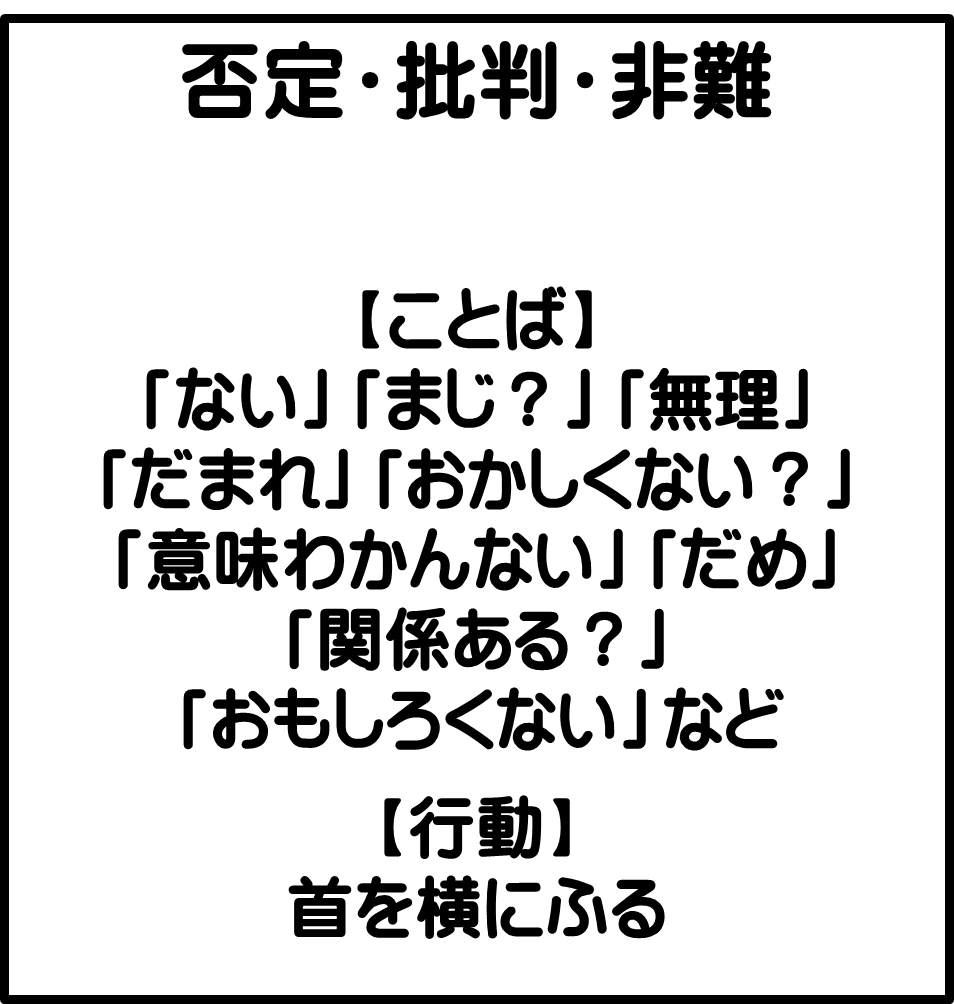 否定・批判・非難
【ことば】
「ない」「まじ？」「無理」
「だまれ」「おかしくない？」
「意味わかんない」「だめ」
「関係ある？」
「おもしろくない」など
【行動】
首を横にふる